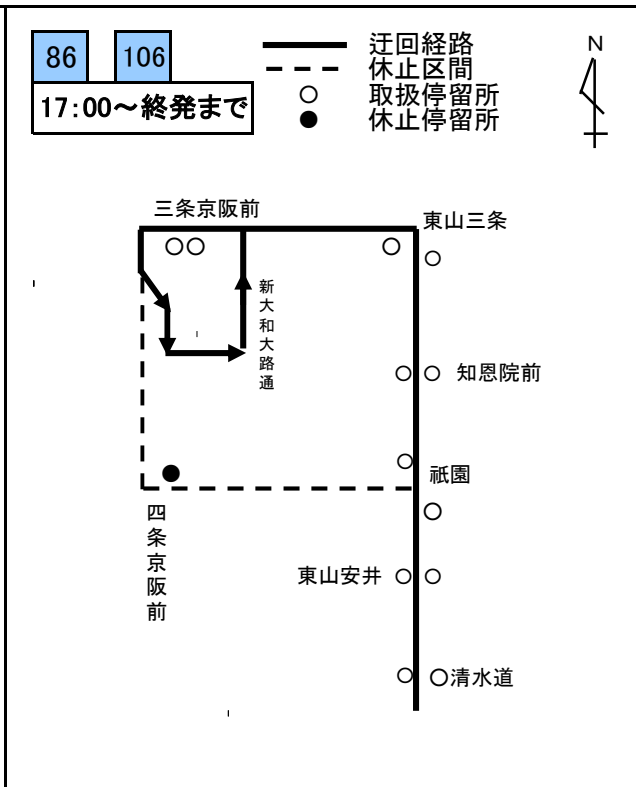 86 106
17:00～終発まで
迂回経路
休止区間
取扱停留所
休止停留所
N
三条京阪前
東山三条
新大和大路通
知恩院前
祇園
四条京阪前
東山安井
清水道